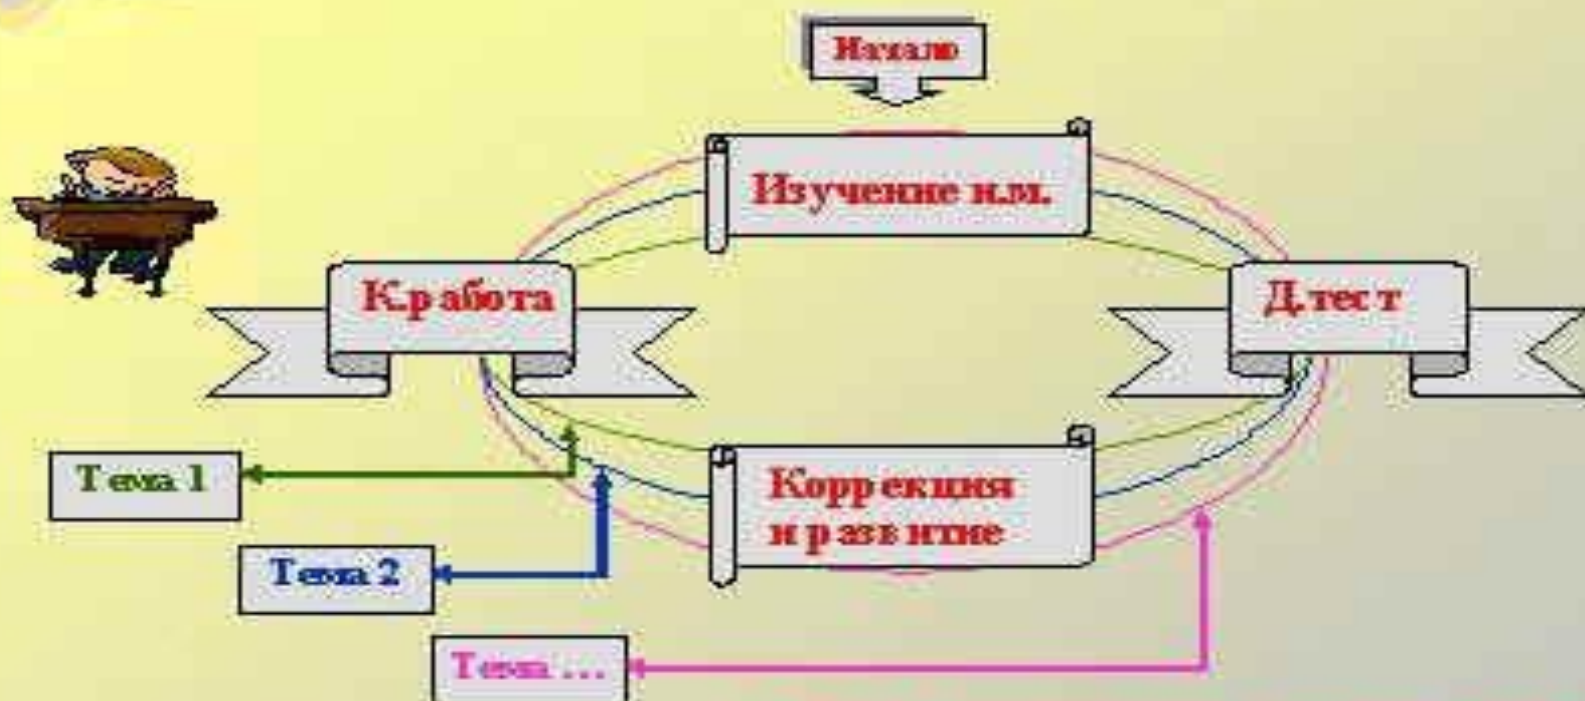 Начало
Изучение н.м.
К.работа
Д.тест
Коррекция
и развитие
Тема 1
Тема 2
Тема ...